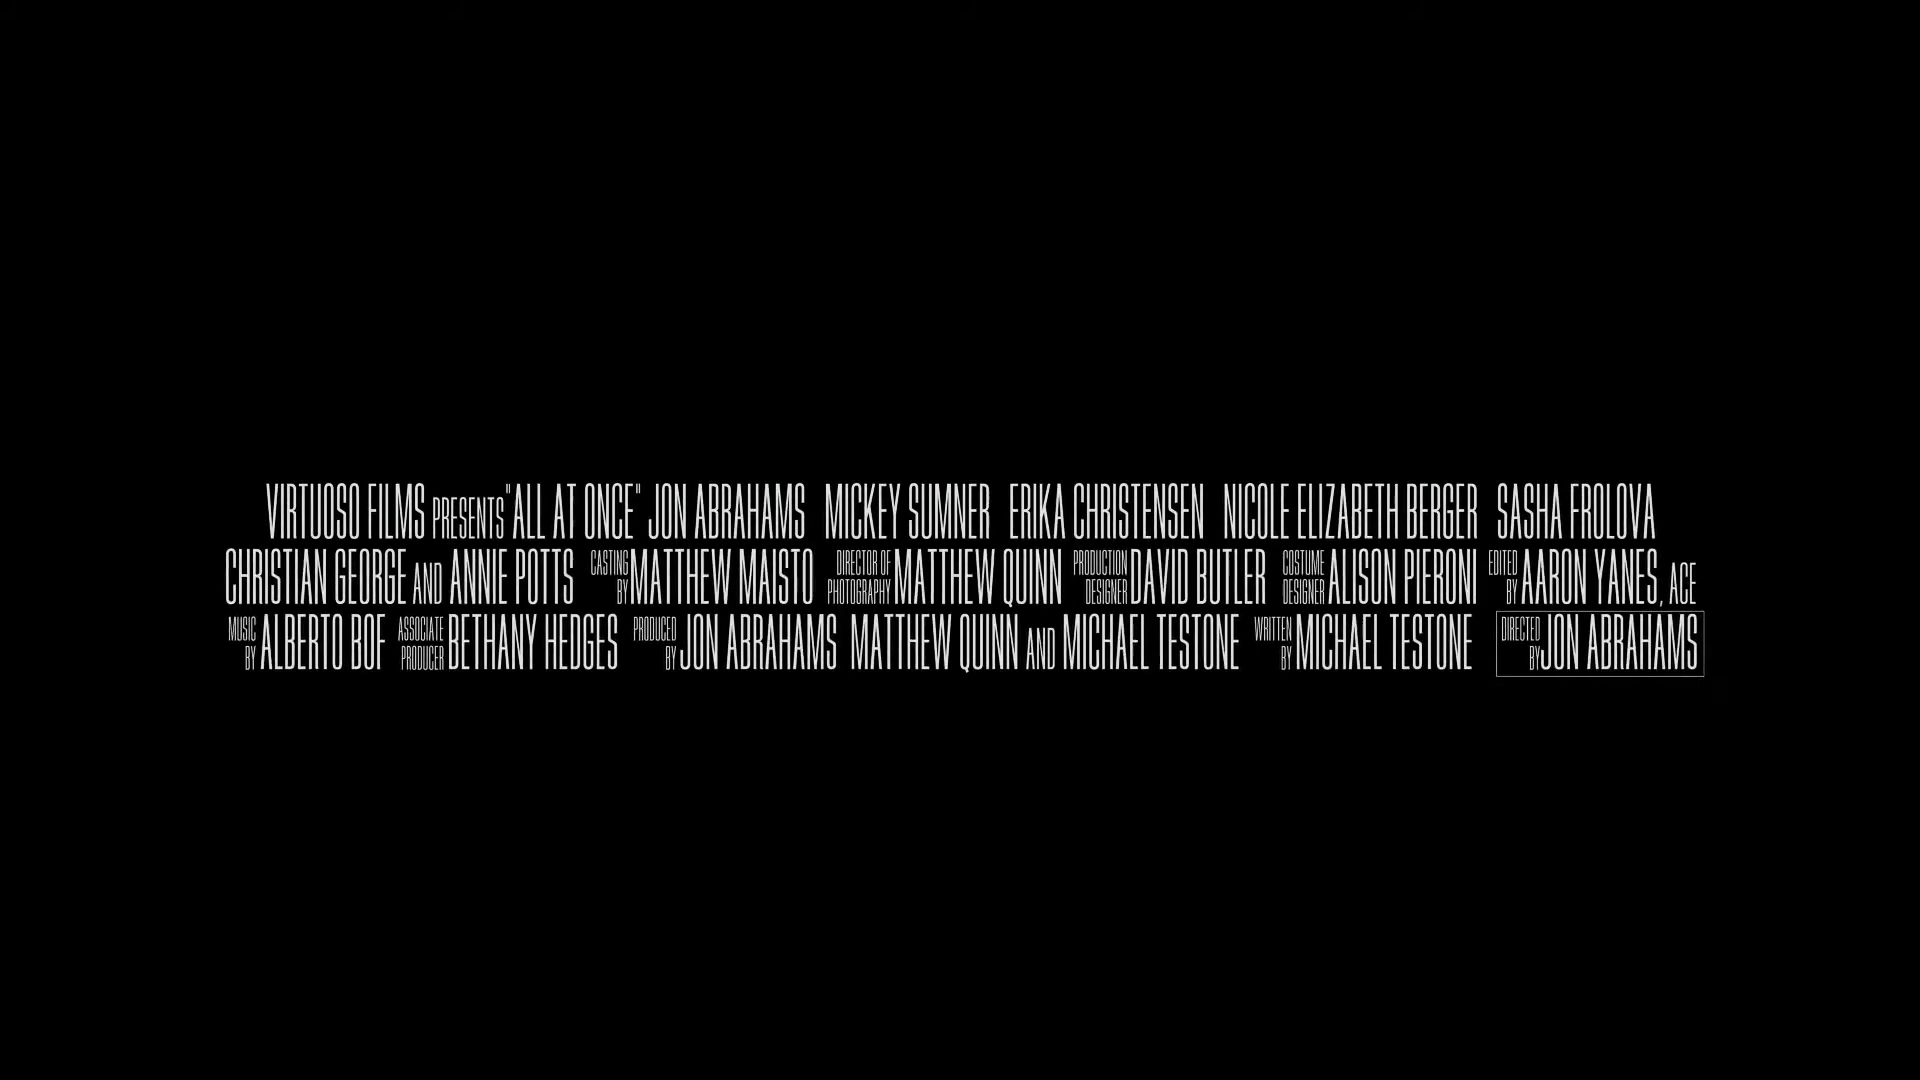 VIRTUOSO FILMS PRESENTS "ALL AT ONCE" JON ABRAHAMS MICKEY SUMNER ERIKA CHRISTENSEN NICOLE ELIZABETH BERGER SASHA FROLOVA
CHRISTIAN GEORGE AND ANNIE POTTS CASTING BY MATTHEW MAISTO DIRECTOR OF PHOTOGRAPHY MATTHEW QUINN PRODUCTION DESIGNER DAVID BUTLER COSTUME DESIGNER ALISON PIERONI EDITED BY AARON YANES, ACE
MUSIC BY ALBERTO BOF ASSOCIATE PRODUCER BETHANY HEDGES PRODUCED BY JON ABRAHAMS MATTHEW QUINN AND MICHAEL TESTONE WRITTEN BY MICHAEL TESTONE DIRECTED BY JON ABRAHAMS